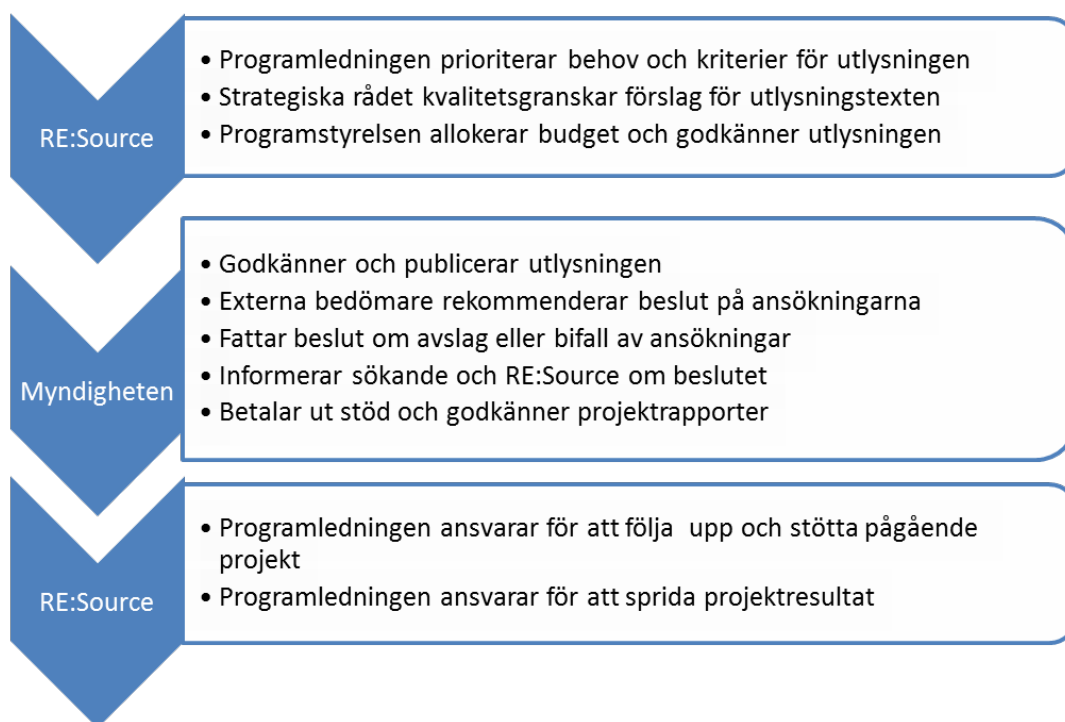 RE:Source
• Programledningen prioriterar behov och kriterier för utlysningen
• Strategiska rådet kvalitetsgranskar förslag för utlysningstexten
• Programstyrelsen allokerar budget och godkänner utlysningen
Myndigheten
• Godkänner och publicerar utlysningen
• Externa bedömare rekommenderar beslut på ansökningarna
• Fattar beslut om avslag eller bifall av ansökningar
• Informerar sökande och RE:Source om beslutet
• Betalar ut stöd och godkänner projektrapporter
RE:Source
• Programledningen ansvarar för att följa upp och stötta pågående
projekt
• Programledningen ansvarar för att sprida projektresultat